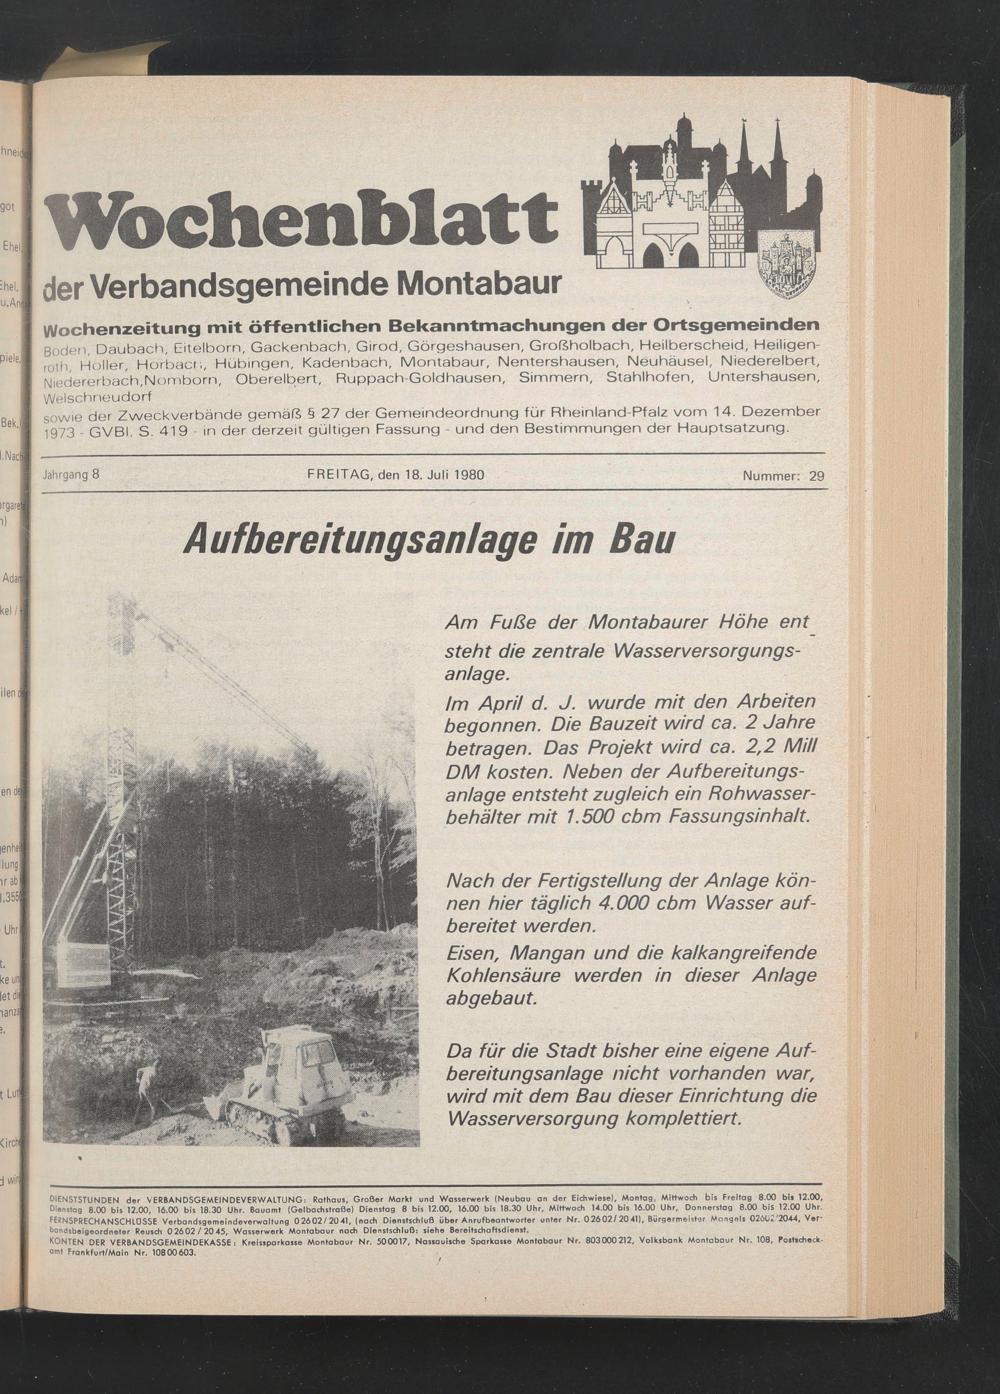 Wochenblatt
der Verbandsgemeinde Montabaur
Wochenzeitung mit öffentlichen Bekanntmachungen der Ortsgemeinden
Boden, Daubach, Eitelborn, Gackenbach, Girod, Görgeshausen, Großholbach, Heilberscheid, Heiligen-
roth, Holler, Horbach, Hübingen, Kadenbach, Montabaur, Nentershausen, Neuhäusel, Niederelbert,
Niedererbach,Nomborn, Oberelbert, Ruppach-Goldhausen, Simmern, Stahlhofen, Untershausen,
Welschneudorf
sowie der Zweckverbände gemäß § 27 der Gemeindeordnung für Rheinland-Pfalz vom 14. Dezember
1973 - GVBl. S. 419 - in der derzeit gültigen Fassung - und den Bestimmungen der Hauptsatzung.
Jahrgang 8 FREITAG, den 18. Juli 1980 Nummer: 29
Aufbereitungsanlage im Bau
Am Fuße der Montabaurer Höhe ent_
steht die zentrale Wasserversorgungs-
anlage.
Im April d. J. wurde mit den Arbeiten
begonnen. Die Bauzeit wird ca. 2 Jahre
betragen. Das Projekt wird ca. 2,2 Mill
DM kosten. Neben der Aufbereitungs-
anlage entsteht zugleich ein Rohwasser-
behälter mit 1.500 cbm Fassungsinhalt.
Nach der Fertigstellung der Anlage kön-
nen hier täglich 4.000 cbm Wasser auf-
bereitet werden.
Eisen, Mangan und die kalkangreifende
Kohlensäure werden in dieser Anlage
abgebaut.
Da für die Stadt bisher eine eigene Auf-
bereitungsanlage nicht vorhanden war,
wird mit dem Bau dieser Einrichtung die
Wasserversorgung komplettiert.
DIENSTSTUNDEN der VERBANDSGEMEINDEVERWALTUNG: Rathaus, Großer Markt und Wasserwerk (Neubau an der Eichwiese), Montag, Mittwoch bis Freitag 8.00 bis 12.00,
Dienstag 8.00 bis 12.00, 16.00 bis 18.30 Uhr. Bauamt (Gelbachstraße) Dienstag 8 bis 12.00, 16.00 bis 18.30 Uhr, Mittwoch 14.00 bis 16.00 Uhr, Donnerstag 8.00 bis 12.00 Uhr.
FERNSPRECHANSCHLÜSSE Verbandsgemeindeverwaltung 02602/2041, (nach Dienstschluß über Anrufbeantworter unter Nr. 02602/2041), Bürgermeister Mangels 02602/2044, Ver-
bandsbeigeordneter Reusch 02602/2045, Wasserwerk Montabaur nach Dienstschluß: siehe Bereitschaftsdienst.
KONTEN DER VERBANDSGEMEINDEKASSE: Kreissparkasse Montabaur Nr. 500017, Nassauische Sparkasse Montabaur Nr. 803000212, Volksbank Montabaur Nr. 108, Postscheck-
amt Frankfurt/Main Nr. 10800603.